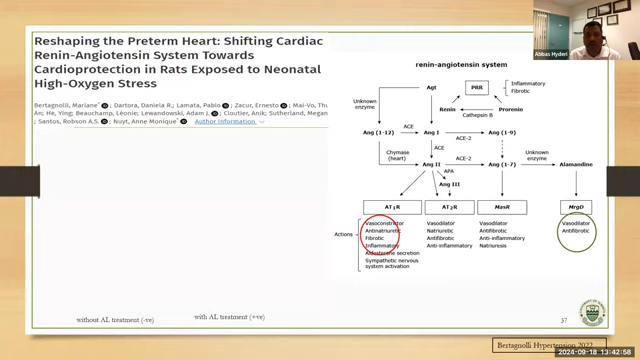 Reshaping the Preterm Heart: Shifting Cardiac
Renin-Angiotensin System Towards
Cardioprotection in Rats Exposed to Neonatal
High-Oxygen Stress
Bertagnolli, Mariane; Dartora, Daniela R.; Lamata, Pablo; Zacur, Ernesto; Mai-Vo, Thu
An; He, Ying; Beauchamp, Léonie; Lewandowski, Adam J.; Cloutier, Anik; Sutherland, Megan
; Santos, Robson A.S.; Nuyt, Anne Monique Author Information
Abbas Hyderi
renin-angiotensin system
Agt
PRR
Inflammatory
Fibrotic
Unknown
enzyme
Renin
Prorenin
Cathepsin B
Ang (1-12)
ACE
Ang I
ACE-2
Ang (1-9)
Chymase
(heart)
ACE
Ang II
ACE-2
Ang (1-7)
Unknown
enzyme
Alamandine
APA
Ang III
AT1R
AT2R
MasR
MrgD
Actions
Vasoconstrictor
Antinatriuretic
Fibrotic
Inflammatory
Aldosterone secretion
Sympathetic nervous
system activation
Vasodilator
Natriuretic
Antifibrotic
Anti-inflammatory
Vasodilator
Antifibrotic
Anti-inflammatory
Natriuresis
Vasodilator
Antifibrotic
without AL treatment (-ve)
with AL treatment (+ve)
37
Bertagnolli Hypertension 2022
2024-09-18 13:42:58